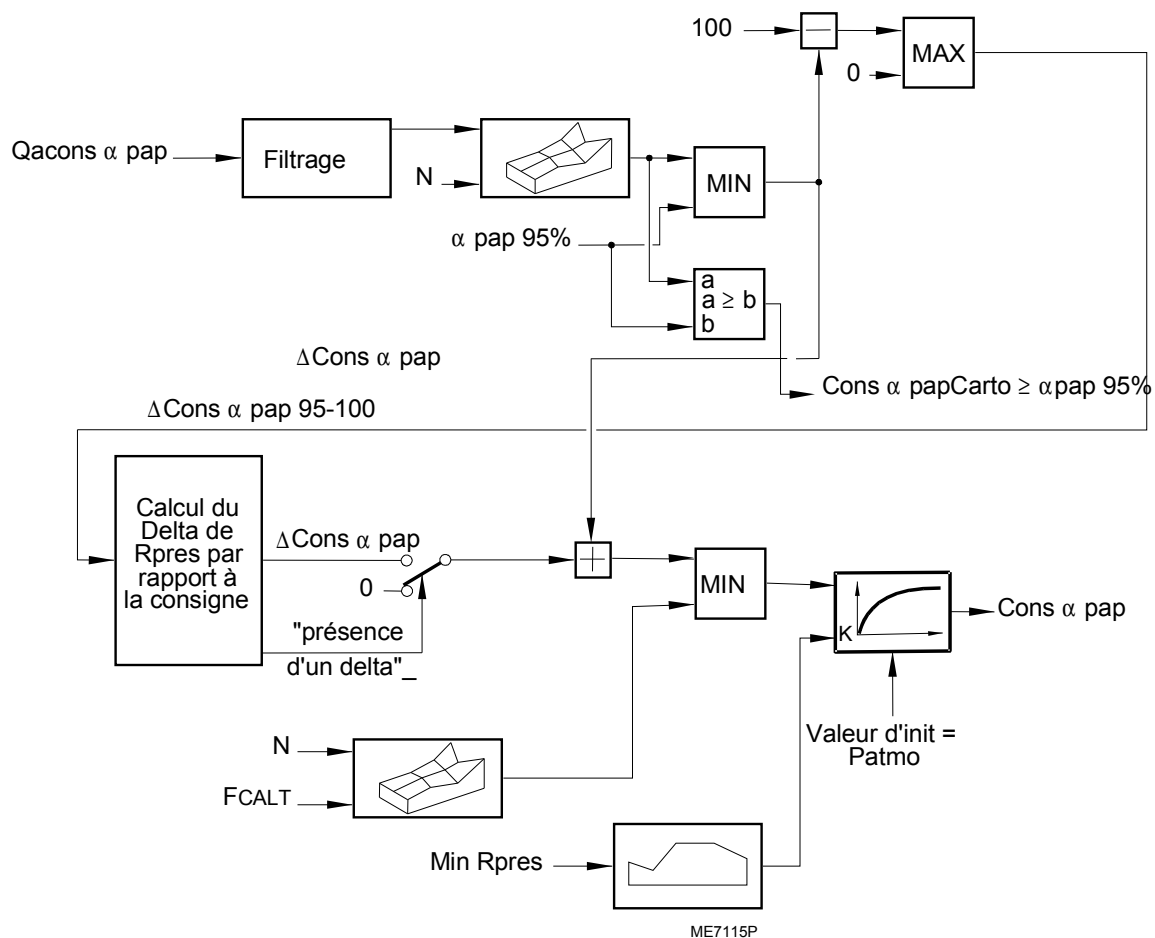 100
0
MAX
Qacons α pap
Filtrage
N
MIN
α pap 95%
a
a ≥ b
b
ΔCons α pap
Cons α papCarto ≥ αpap 95%
ΔCons α pap 95-100
Calcul du
Delta de
Rpres par
rapport à
la consigne
ΔCons α pap
0
"présence
d'un delta"_
MIN
K
Cons α pap
Valeur d'init =
Patmo
N
FCALT
Min Rpres
ME7115P